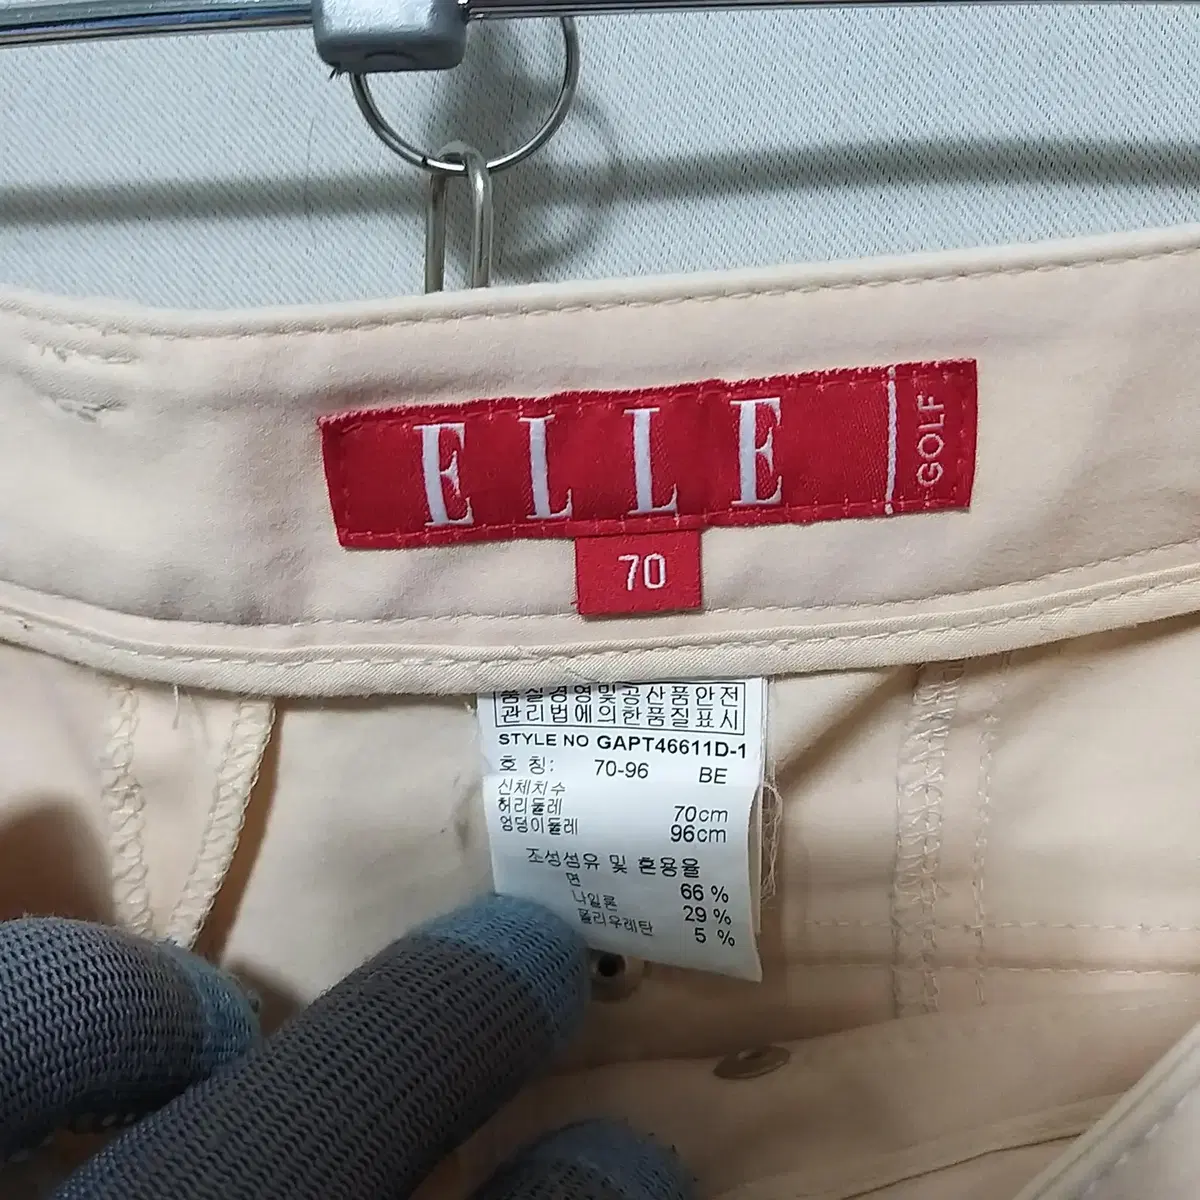 ELLE GOLF
70
품질경영및공산품안전
관리법에의한품질표시
STYLE NO GAPT46611D-1
호 칭: 70-96 BE
신체치수
허리둘레 70cm
엉덩이둘레 96cm
조성섬유 및 혼용율
면 66 %
나일론 29 %
폴리우레탄 5 %